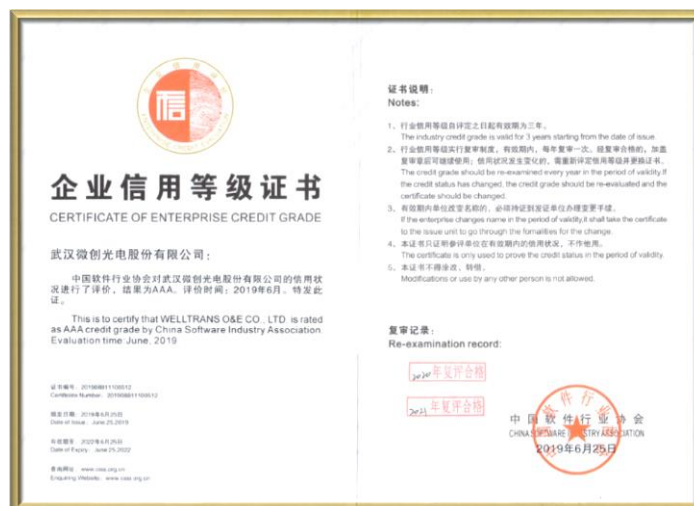 信
企业信用等级证书
CERTIFICATE OF ENTERPRISE CREDIT GRADE
武汉微创光电股份有限公司：
中国软件行业协会对武汉微创光电股份有限公司的信用状
况进行了评价，结果为AAA。评价时间：2019年6月。特发此
证。
This is to certify that WELLTRANS O&E CO., LTD. is rated
as AAA credit grade by China Software Industry Association.
Evaluation time: June, 2019
证书编号：
Certificate Number:
颁发日期：2019年6月25日
Date of Issue: June 25,2019
有效期至：2022年6月25日
Date of Expiry: June 25,2022
查询网址：
Enquiring Website:
证书说明：
Notes:
1、行业信用等级自评定之日起有效期为三年。
The industry credit grade is valid for 3 years starting from the date of issue.
2、行业信用等级实行复审制度，有效期内，每年复审一次，经复审合格的，加盖
复审章后可继续使用；信用状况发生变化的，需重新评定信用等级并更换证书。
The credit grade should be re-examined every year in the period of validity.If
the credit status has changed, the credit grade should be re-evaluated and the
certificate should be changed.
3、有效期内单位改变名称的，必须持证到发证单位办理变更手续。
If the enterprise changes name in the period of validity,it shall take the certificate
to the issue unit to go through the formalities for the change.
4、本证书只证明参评单位在有效期内的信用状况，不作他用。
The certificate is only used to prove the credit status in the period of validity.
5、本证书不得涂改，转借。
Modifications or use by any other person is not allowed.
复审记录：
Re-examination record:
2020年复评合格
2021年复评合格
中国软件行业协会
CHINA SOFTWARE INDUSTRY ASSOCIATION
2019年6月25日